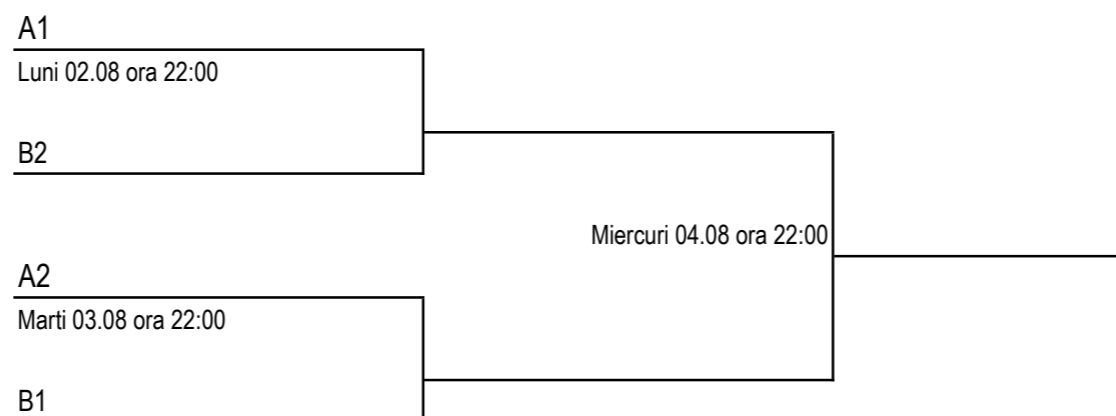 A1
Luni 02.08 ora 22:00
B2
Miercuri 04.08 ora 22:00
A2
Marti 03.08 ora 22:00
B1